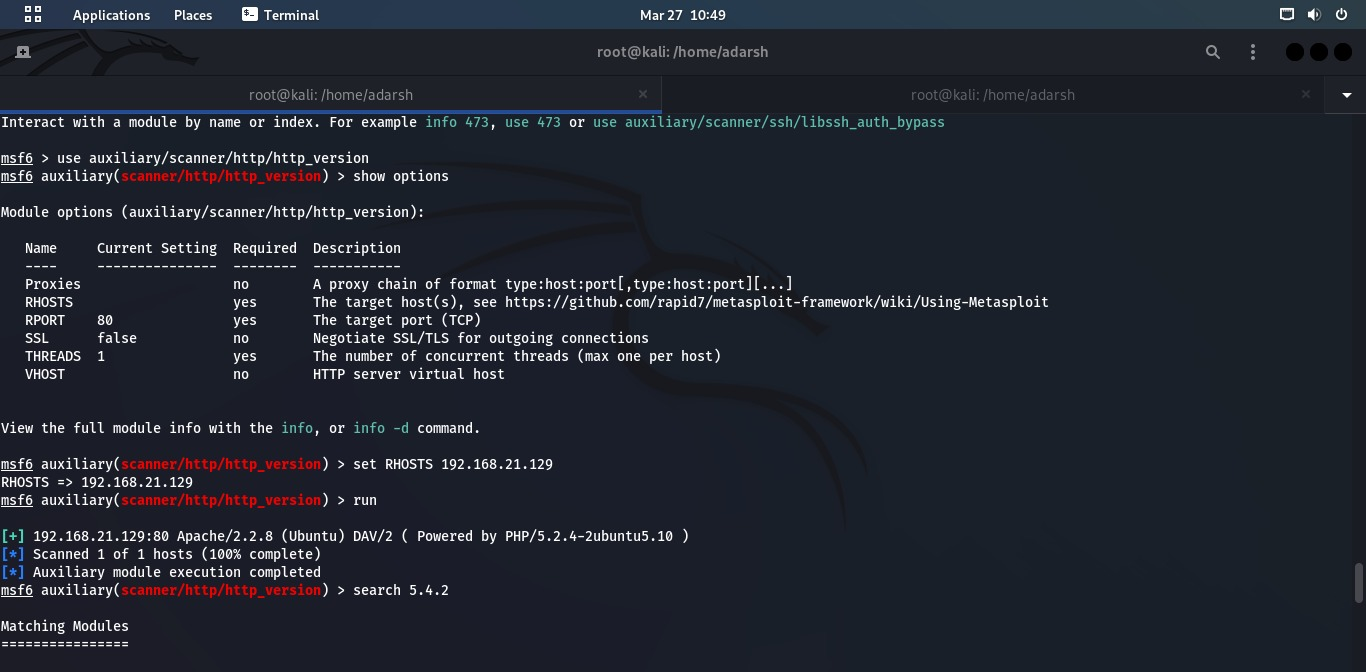 Applications Places Terminal Mar 27 10:49
root@kali: /home/adarsh
root@kali: /home/adarsh × root@kali: /home/adarsh ×
Interact with a module by name or index. For example info 473, use 473 or use auxiliary/scanner/ssh/libssh_auth_bypass
msf6 > use auxiliary/scanner/http/http_version
msf6 auxiliary(scanner/http/http_version) > show options
Module options (auxiliary/scanner/http/http_version):
Name Current Setting Required Description
---- --------------- -------- -----------
Proxies no A proxy chain of format type:host:port[,type:host:port][...]
RHOSTS yes The target host(s), see https://github.com/rapid7/metasploit-framework/wiki/Using-Metasploit
RPORT 80 yes The target port (TCP)
SSL false no Negotiate SSL/TLS for outgoing connections
THREADS 1 yes The number of concurrent threads (max one per host)
VHOST no HTTP server virtual host
View the full module info with the info, or info -d command.
msf6 auxiliary(scanner/http/http_version) > set RHOSTS 192.168.21.129
RHOSTS => 192.168.21.129
msf6 auxiliary(scanner/http/http_version) > run
[+] 192.168.21.129:80 Apache/2.2.8 (Ubuntu) DAV/2 ( Powered by PHP/5.2.4-2ubuntu5.10 )
[*] Scanned 1 of 1 hosts (100% complete)
[*] Auxiliary module execution completed
msf6 auxiliary(scanner/http/http_version) > search 5.4.2
Matching Modules
================